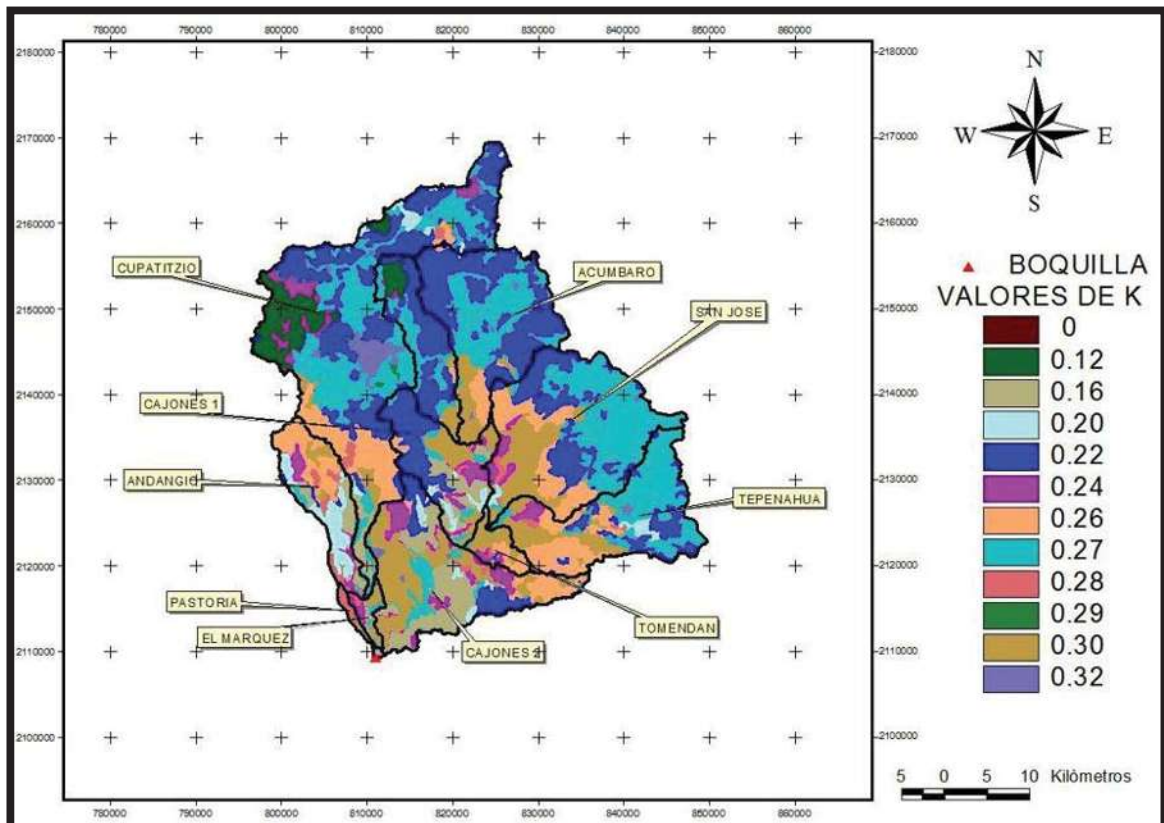 780000 790000 800000 810000 820000 830000 840000 850000 860000
2180000
2170000 2170000
2160000 2160000
2150000 2150000
2140000 2140000
2130000 2130000
2120000 2120000
2110000 2110000
2100000 2100000
780000 790000 800000 810000 820000 830000 840000 850000 860000
CUPATITZIO
ACUMBARO
SAN JOSE
CAJONES 1
ANDANGIO
TEPENAHUA
PASTORIA
EL MARQUEZ
CAJONES 2
TOMENDAN
N
W E
S
BOQUILLA
VALORES DE K
0
0.12
0.16
0.20
0.22
0.24
0.26
0.27
0.28
0.29
0.30
0.32
5 0 5 10 Kilómetros